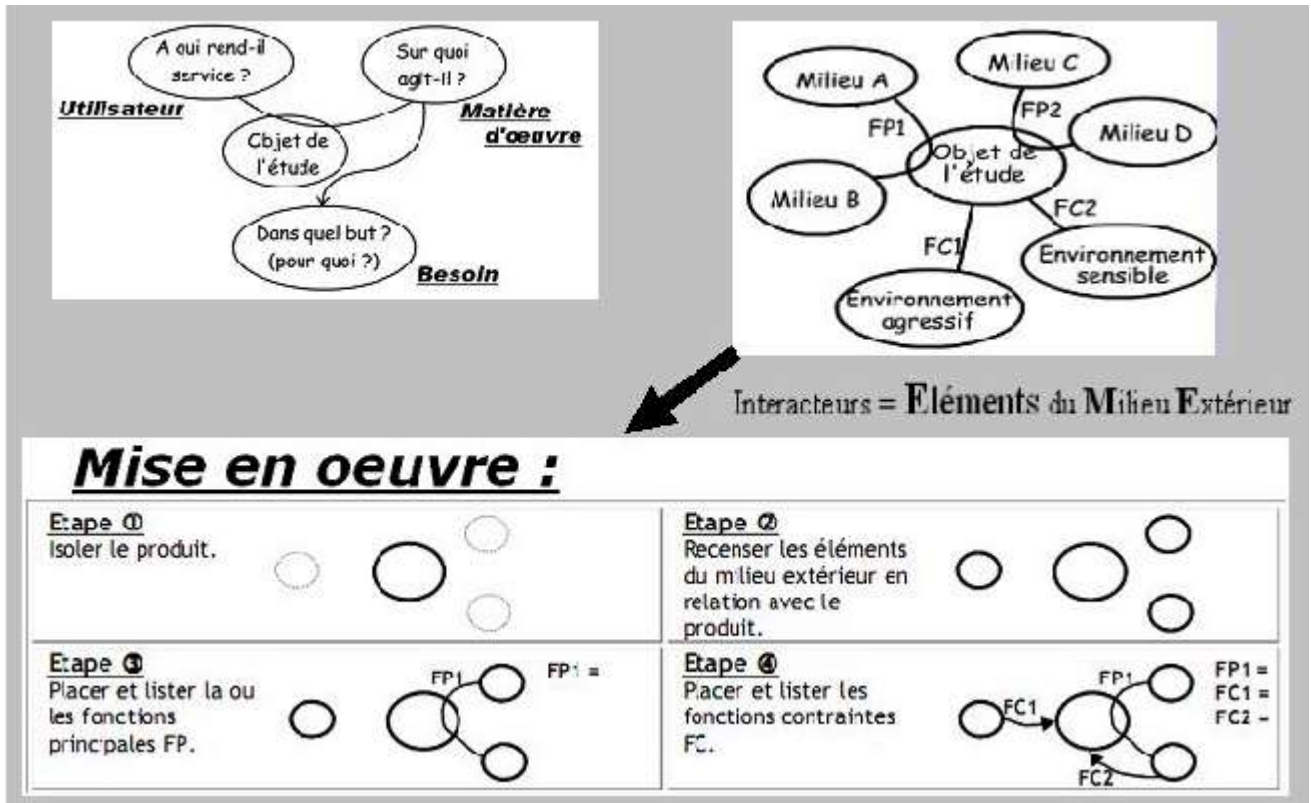 A qui rend-il
service ?
Sur quoi
agit-il ?
Utilisateur
Matière
d'œuvre
Objet de
l'étude
Dans quel but ?
(pour quoi ?)
Besoin
Milieu A
Milieu C
FP1
FP2
Milieu D
Objet de
l'étude
Milieu B
FC2
FC1
Environnement
sensible
Environnement
agressif
Interacteurs = Eléments du Milieu Extérieur
Mise en oeuvre :
Etape ①
Isoler le produit.
Etape ②
Recenser les éléments
du milieu extérieur en
relation avec le
produit.
Etape ③
Placer et lister la ou
les fonctions
principales FP.
FP1
FP1 =
Etape ④
Placer et lister les
fonctions contraintes
FC.
FC1
FP1
FC2
FP1 =
FC1 =
FC2 =